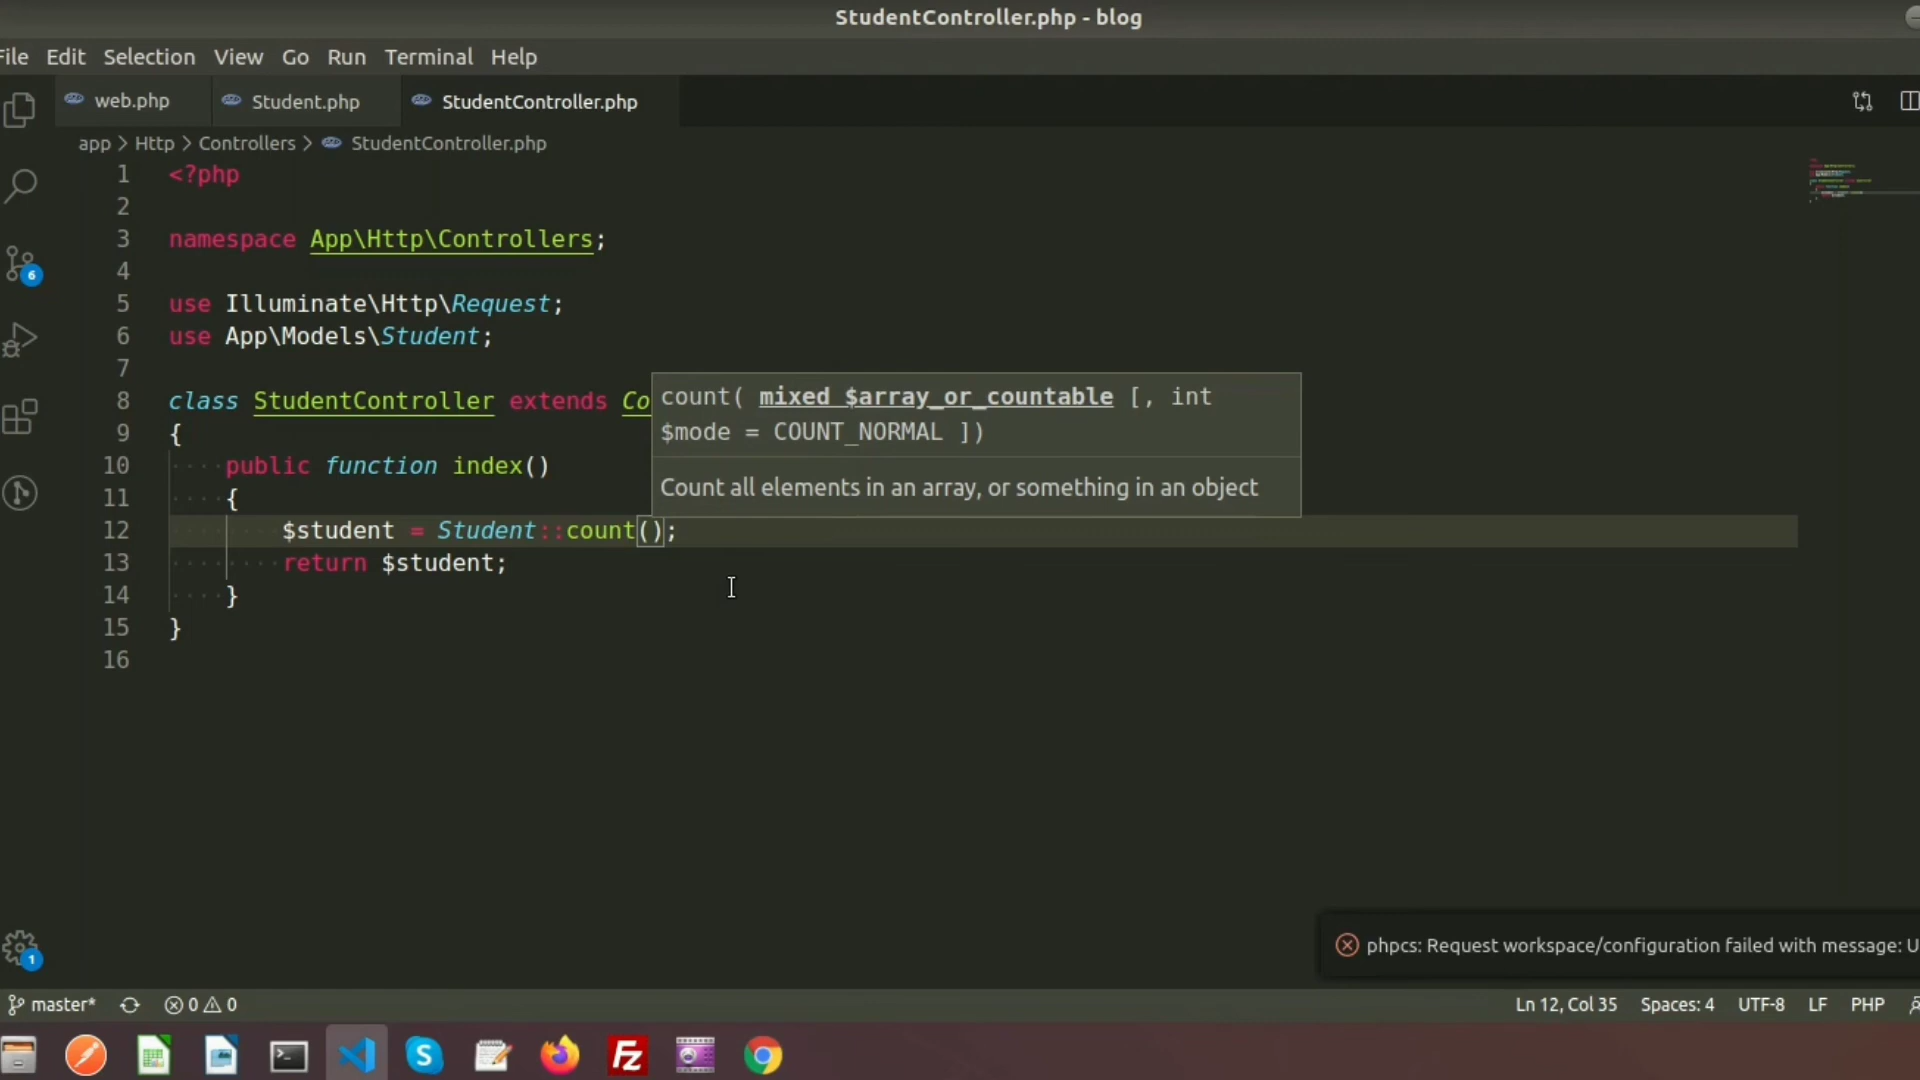 StudentController.php - blog
File Edit Selection View Go Run Terminal Help
web.php Student.php StudentController.php
app > Http > Controllers > StudentController.php
1 <?php
2
3 namespace App\Http\Controllers;
4
5 use Illuminate\Http\Request;
6 use App\Models\Student;
7
8 class StudentController extends Co
9 {
10 public function index()
11 {
12 $student = Student::count();
13 return $student;
14 }
15 }
16
count( mixed $array_or_countable [, int
$mode = COUNT_NORMAL ])
Count all elements in an array, or something in an object
6
1
phpcs: Request workspace/configuration failed with message: U
master* 0 0 Ln 12, Col 35 Spaces: 4 UTF-8 LF PHP
S
FZ